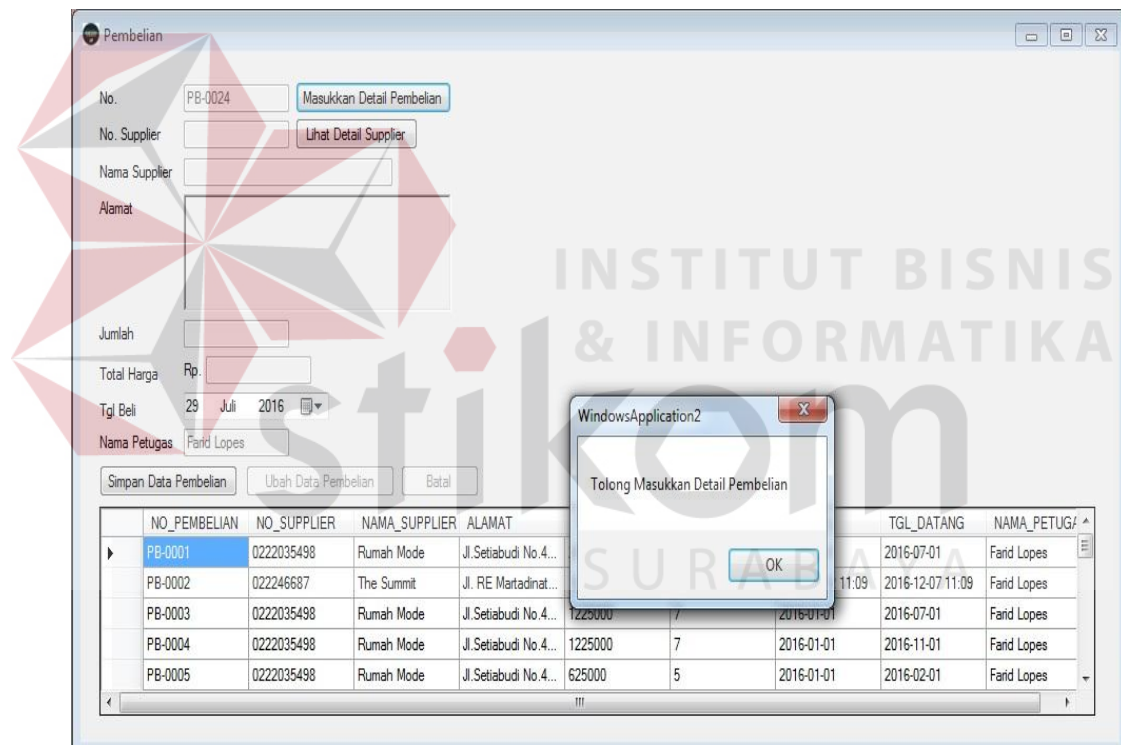 Pembelian
No. PB-0024 Masukkan Detail Pembelian
No. Supplier Lihat Detail Supplier
Nama Supplier
Alamat
Jumlah
Total Harga Rp.
Tgl Beli 29 Juli 2016
Nama Petugas Farid Lopes
Simpan Data Pembelian Ubah Data Pembelian Batal
WindowsApplication2
Tolong Masukkan Detail Pembelian
OK
NO_PEMBELIAN NO_SUPPLIER NAMA_SUPPLIER ALAMAT TGL_DATANG NAMA_PETUGA
PB-0001 0222035498 Rumah Mode Jl.Setiabudi No.4... 2016-07-01 Farid Lopes
PB-0002 022246687 The Summit Jl. RE Martadinat... 11:09 2016-12-07 11:09 Farid Lopes
PB-0003 0222035498 Rumah Mode Jl.Setiabudi No.4... 1225000 7 2016-01-01 2016-07-01 Farid Lopes
PB-0004 0222035498 Rumah Mode Jl.Setiabudi No.4... 1225000 7 2016-01-01 2016-11-01 Farid Lopes
PB-0005 0222035498 Rumah Mode Jl.Setiabudi No.4... 625000 5 2016-01-01 2016-02-01 Farid Lopes
INSTITUT BISNIS
& INFORMATIKA
stikom
SURABAYA